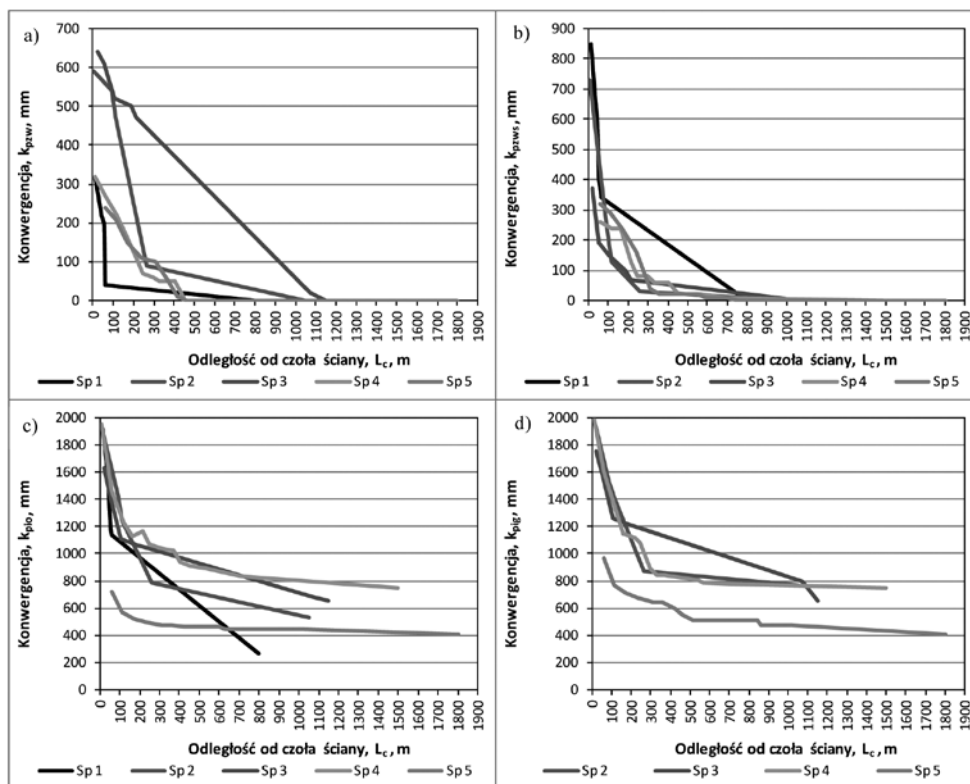 a)
Konwergencja, kpzw, mm
700
600
500
400
300
200
100
0
0 100 200 300 400 500 600 700 800 900 1000 1100 1200 1300 1400 1500 1600 1700 1800 1900
Odległość od czoła ściany, Lc, m
Sp 1 Sp 2 Sp 3 Sp 4 Sp 5
b)
Konwergencja, kpzws, mm
900
800
700
600
500
400
300
200
100
0
0 100 200 300 400 500 600 700 800 900 1000 1100 1200 1300 1400 1500 1600 1700 1800 1900
Odległość od czoła ściany, Lc, m
Sp 1 Sp 2 Sp 3 Sp 4 Sp 5
c)
Konwergencja, kpio, mm
2000
1800
1600
1400
1200
1000
800
600
400
200
0
0 100 200 300 400 500 600 700 800 900 1000 1100 1200 1300 1400 1500 1600 1700 1800 1900
Odległość od czoła ściany, Lc, m
Sp 1 Sp 2 Sp 3 Sp 4 Sp 5
d)
Konwergencja, kpig, mm
2000
1800
1600
1400
1200
1000
800
600
400
200
0
0 100 200 300 400 500 600 700 800 900 1000 1100 1200 1300 1400 1500 1600 1700 1800 1900
Odległość od czoła ściany, Lc, m
Sp 2 Sp 3 Sp 4 Sp 5